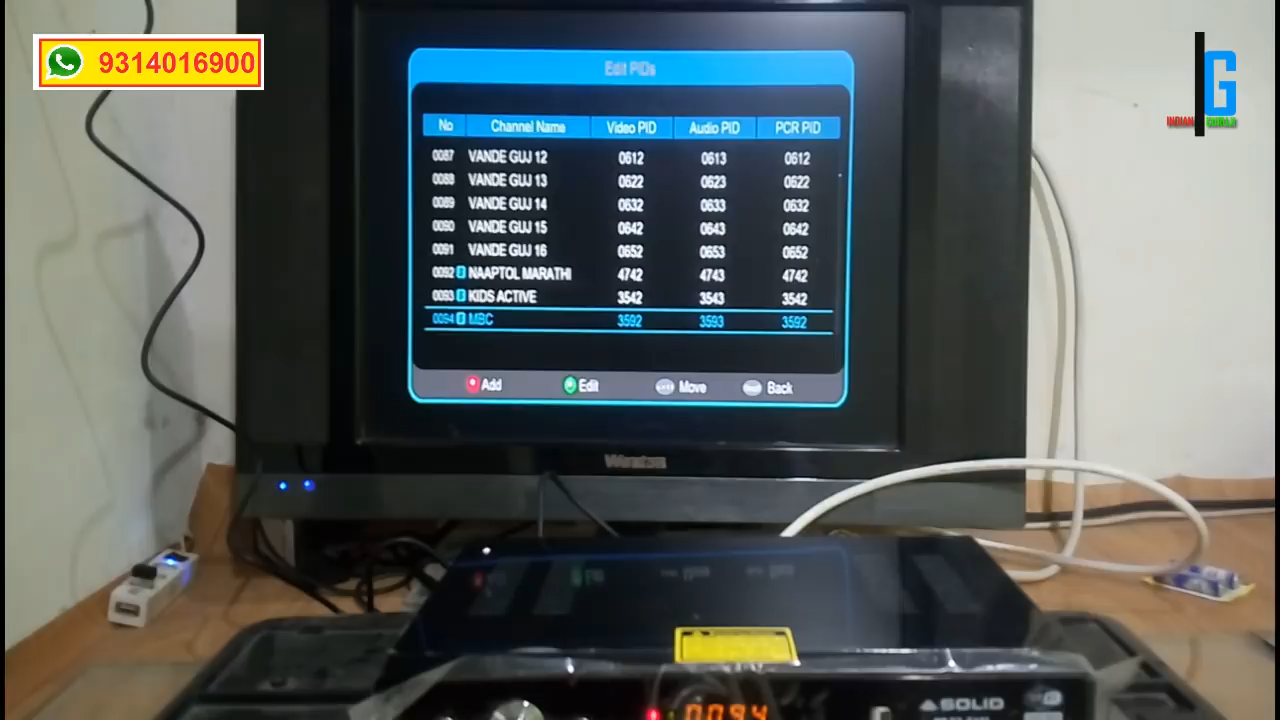 9314016900
G
INDIAN
Edit PIDs
No Channel Name Video PID Audio PID PCR PID
0087 VANDE GUJ 12 0612 0613 0612
0088 VANDE GUJ 13 0622 0623 0622
0089 VANDE GUJ 14 0632 0633 0632
0090 VANDE GUJ 15 0642 0643 0642
0091 VANDE GUJ 16 0652 0653 0652
0092 NAAPTOL MARATHI 4742 4743 4742
0093 KIDS ACTIVE 3542 3543 3542
0094 MBC 3592 3593 3592
Add Edit Move Back
0094
SOLID